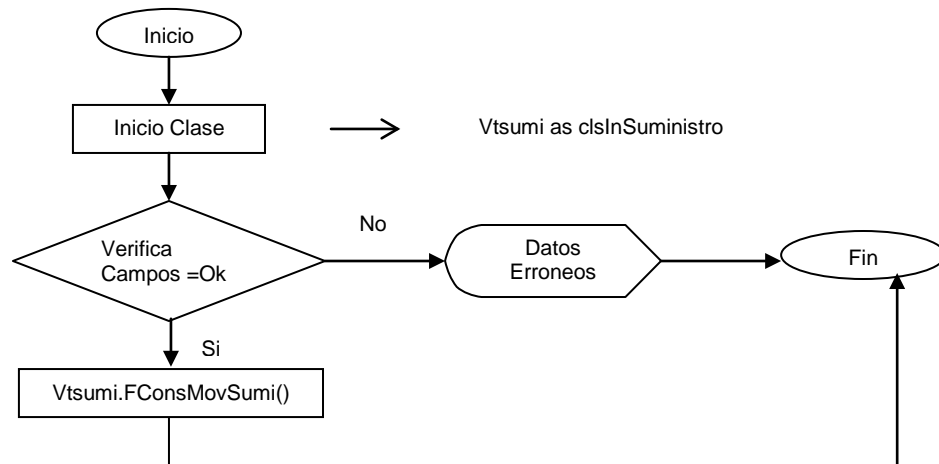 Inicio
Inicio Clase
Vtsumi as clsInSuministro
Verifica
Campos =Ok
No
Datos
Erroneos
Fin
Si
Vtsumi.FConsMovSumi()